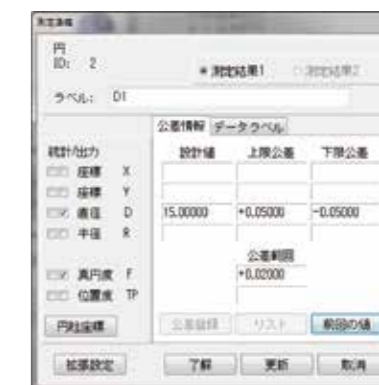 測定詳細
円
ID: 2
測定結果1 測定結果2
ラベル: D1
公差情報 データラベル
統計/出力 設計値 上限公差 下限公差
座標 X
座標 Y
直径 D 15.00000 +0.05000 -0.05000
半径 R
公差範囲
真円度 F +0.02000
位置度 TP
円柱座標 公差登録 リスト 前回の値
拡張設定 了解 更新 取消